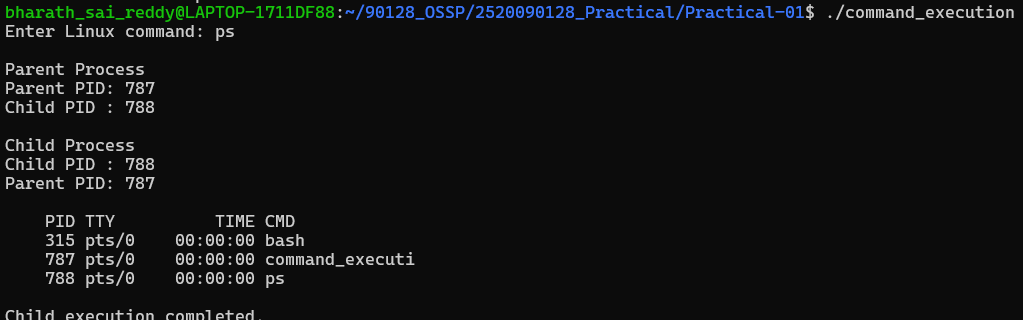 bharath_sai_reddy@LAPTOP-1711DF88:~/90128_OSSP/2520090128_Practical/Practical-01$ ./command_execution
Enter Linux command: ps
Parent Process
Parent PID: 787
Child PID : 788
Child Process
Child PID : 788
Parent PID: 787
PID TTY TIME CMD
315 pts/0 00:00:00 bash
787 pts/0 00:00:00 command_executi
788 pts/0 00:00:00 ps
Child execution completed.